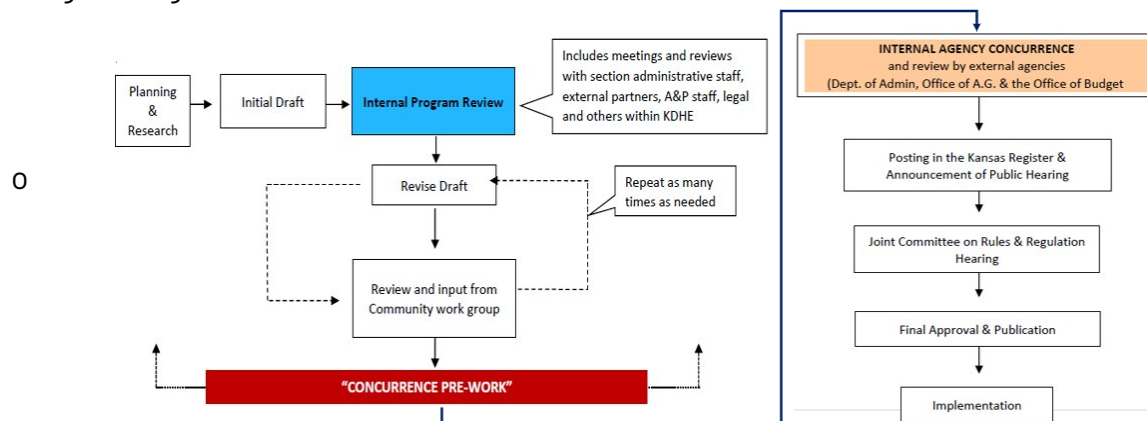 Planning
&
Research
Initial Draft
Internal Program Review
Includes meetings and reviews
with section administrative staff,
external partners, A&P staff, legal
and others within KDHE
Revise Draft
Repeat as many
times as needed
Review and input from
Community work group
“CONCURRENCE PRE-WORK”
INTERNAL AGENCY CONCURRENCE
and review by external agencies
(Dept. of Admin, Office of A.G. & the Office of Budget
Posting in the Kansas Register &
Announcement of Public Hearing
Joint Committee on Rules & Regulation
Hearing
Final Approval & Publication
Implementation